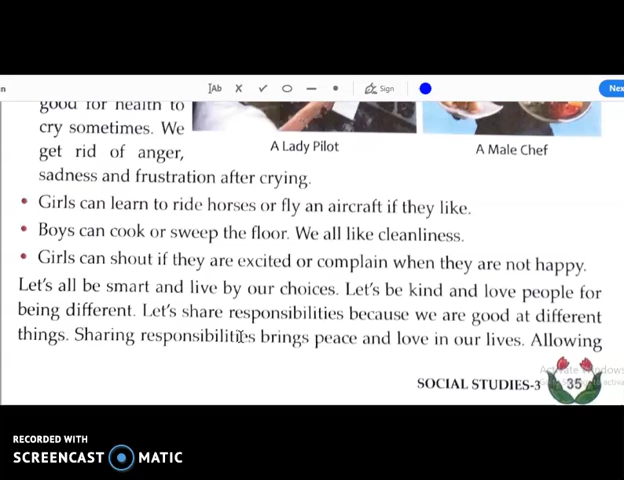 n
Ab
Sign
Nex
good for health to
cry sometimes. We
get rid of anger,
sadness and frustration after crying.
A Lady Pilot
A Male Chef
• Girls can learn to ride horses or fly an aircraft if they like.
• Boys can cook or sweep the floor. We all like cleanliness.
• Girls can shout if they are excited or complain when they are not happy.
Let's all be smart and live by our choices. Let's be kind and love people for
being different. Let's share responsibilities because we are good at different
things. Sharing responsibilities brings peace and love in our lives. Allowing
Activate Windows
SOCIAL STUDIES-3
35
RECORDED WITH
SCREENCAST MATIC